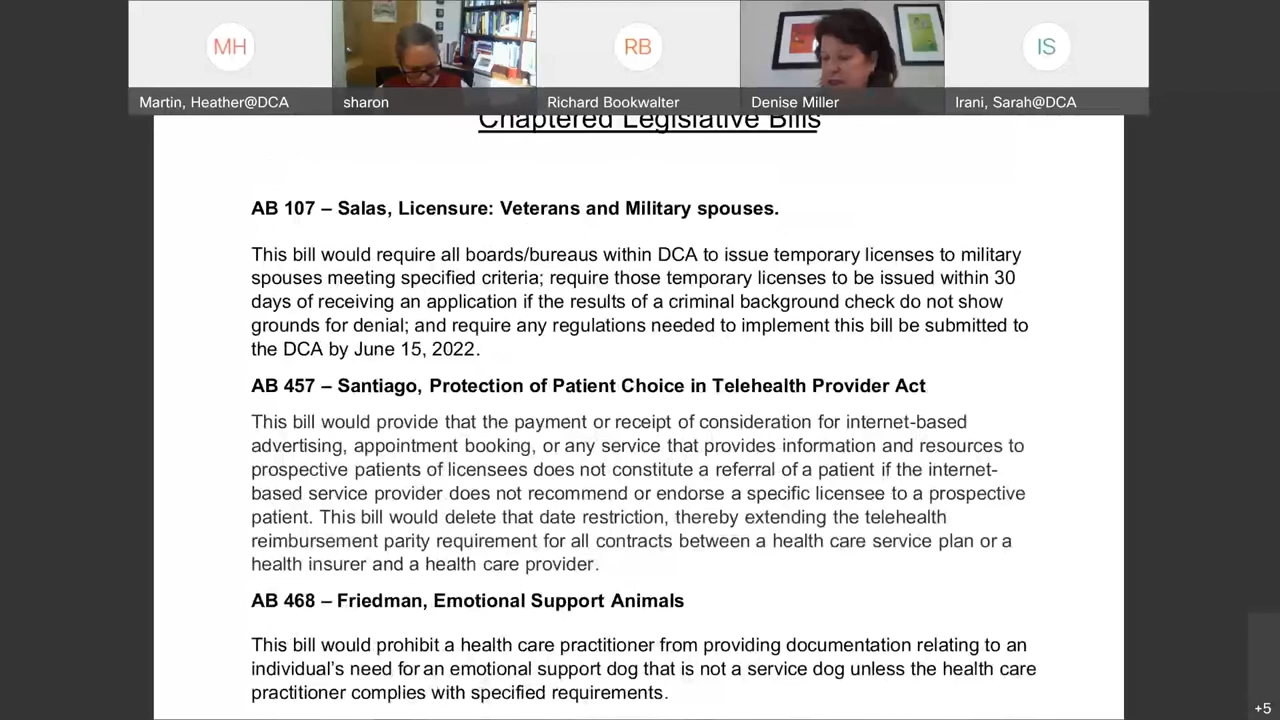 MH
RB
IS
Martin, Heather@DCA
sharon
Richard Bookwalter
Denise Miller
Irani, Sarah@DCA
Chaptered Legislative Bills
AB 107 – Salas, Licensure: Veterans and Military spouses.
This bill would require all boards/bureaus within DCA to issue temporary licenses to military
spouses meeting specified criteria; require those temporary licenses to be issued within 30
days of receiving an application if the results of a criminal background check do not show
grounds for denial; and require any regulations needed to implement this bill be submitted to
the DCA by June 15, 2022.
AB 457 – Santiago, Protection of Patient Choice in Telehealth Provider Act
This bill would provide that the payment or receipt of consideration for internet-based
advertising, appointment booking, or any service that provides information and resources to
prospective patients of licensees does not constitute a referral of a patient if the internet-
based service provider does not recommend or endorse a specific licensee to a prospective
patient. This bill would delete that date restriction, thereby extending the telehealth
reimbursement parity requirement for all contracts between a health care service plan or a
health insurer and a health care provider.
AB 468 – Friedman, Emotional Support Animals
This bill would prohibit a health care practitioner from providing documentation relating to an
individual’s need for an emotional support dog that is not a service dog unless the health care
practitioner complies with specified requirements.
+5